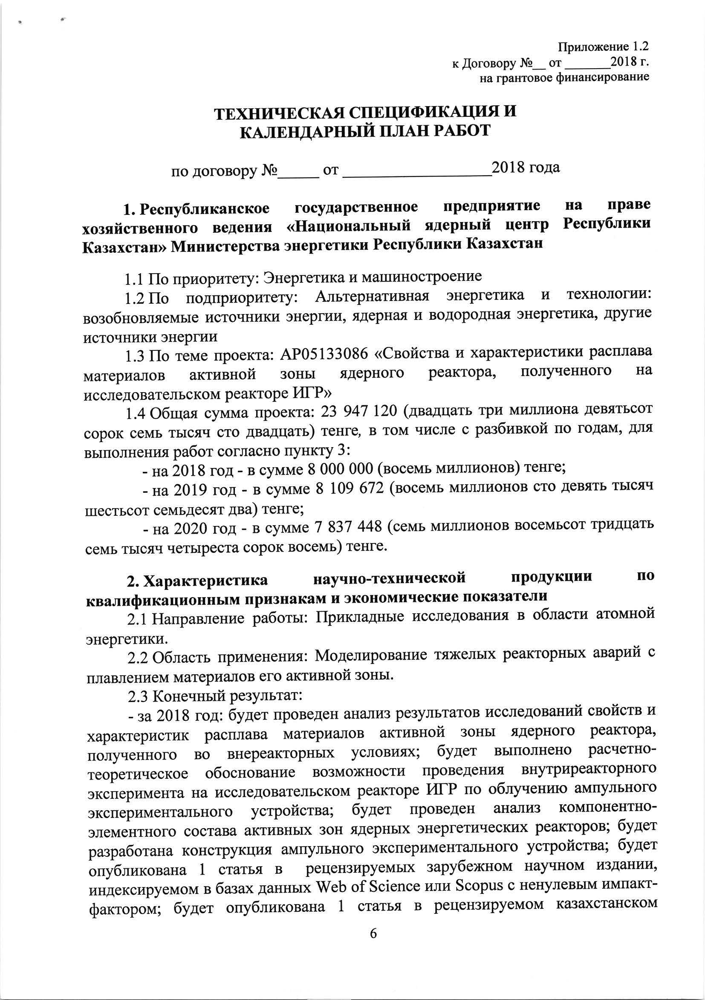 Приложение 1.2
к Договору №__ от _______2018 г.
на грантовое финансирование
ТЕХНИЧЕСКАЯ СПЕЦИФИКАЦИЯ И
КАЛЕНДАРНЫЙ ПЛАН РАБОТ
по договору №_____ от __________________2018 года
1. Республиканское государственное предприятие на праве
хозяйственного ведения «Национальный ядерный центр Республики
Казахстан» Министерства энергетики Республики Казахстан
1.1 По приоритету: Энергетика и машиностроение
1.2 По подприоритету: Альтернативная энергетика и технологии:
возобновляемые источники энергии, ядерная и водородная энергетика, другие
источники энергии
1.3 По теме проекта: АР05133086 «Свойства и характеристики расплава
материалов активной зоны ядерного реактора, полученного на
исследовательском реакторе ИГР»
1.4 Общая сумма проекта: 23 947 120 (двадцать три миллиона девятьсот
сорок семь тысяч сто двадцать) тенге, в том числе с разбивкой по годам, для
выполнения работ согласно пункту 3:
- на 2018 год - в сумме 8 000 000 (восемь миллионов) тенге;
- на 2019 год - в сумме 8 109 672 (восемь миллионов сто девять тысяч
шестьсот семьдесят два) тенге;
- на 2020 год - в сумме 7 837 448 (семь миллионов восемьсот тридцать
семь тысяч четыреста сорок восемь) тенге.
2. Характеристика научно-технической продукции по
квалификационным признакам и экономические показатели
2.1 Направление работы: Прикладные исследования в области атомной
энергетики.
2.2 Область применения: Моделирование тяжелых реакторных аварий с
плавлением материалов его активной зоны.
2.3 Конечный результат:
- за 2018 год: будет проведен анализ результатов исследований свойств и
характеристик расплава материалов активной зоны ядерного реактора,
полученного во внереакторных условиях; будет выполнено расчетно-
теоретическое обоснование возможности проведения внутриреакторного
эксперимента на исследовательском реакторе ИГР по облучению ампульного
экспериментального устройства; будет проведен анализ компонентно-
элементного состава активных зон ядерных энергетических реакторов; будет
разработана конструкция ампульного экспериментального устройства; будет
опубликована 1 статья в рецензируемых зарубежном научном издании,
индексируемом в базах данных Web of Science или Scopus с ненулевым импакт-
фактором; будет опубликована 1 статья в рецензируемом казахстанском
6